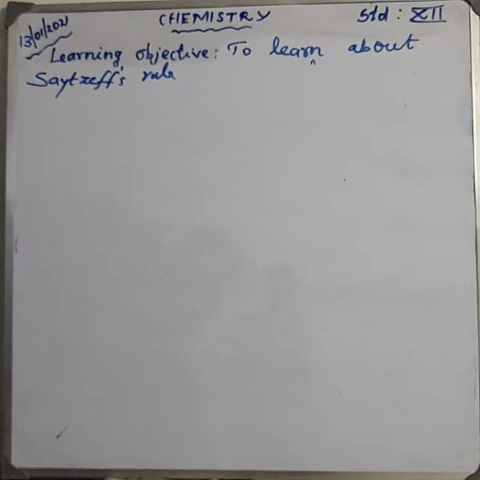 13/01/2021 CHEMISTRY Std : XII
Learning objective: To learn about
Saytzeff's rule